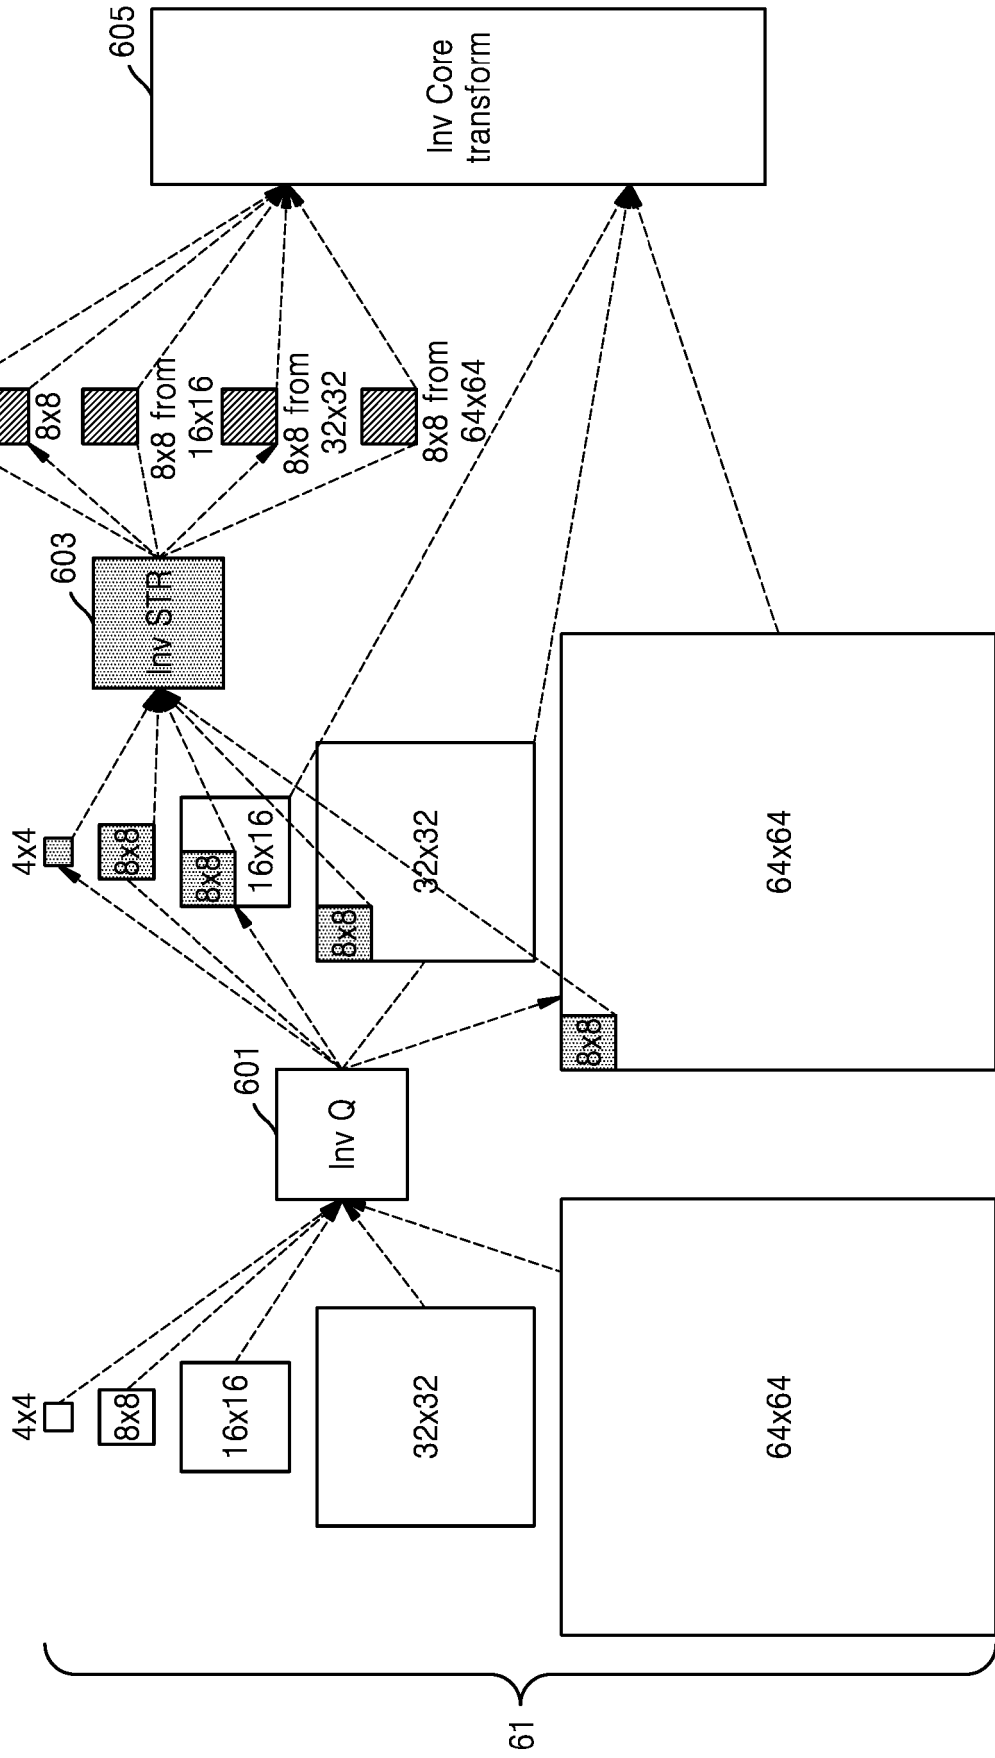 61
4x4
8x8
16x16
32x32
64x64
601
Inv Q
4x4
8x8
8x8
16x16
8x8
32x32
8x8
64x64
603
Inv STR
8x8
8x8 from
16x16
8x8 from
32x32
8x8 from
64x64
605
Inv Core
transform